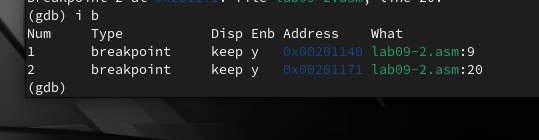 Breakpoint 2 at 0x201171: file lab09-2.asm, line 20.
(gdb) i b
Num Type Disp Enb Address What
1 breakpoint keep y 0x00201140 lab09-2.asm:9
2 breakpoint keep y 0x00201171 lab09-2.asm:20
(gdb)